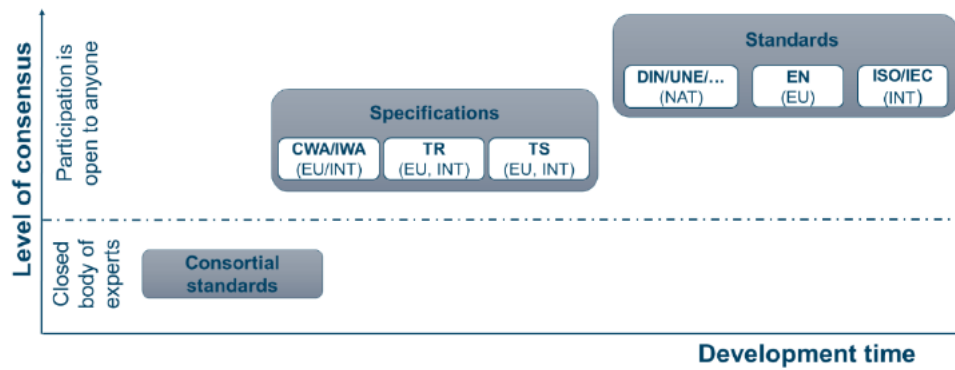 Level of consensus
Participation is
open to anyone
Closed
body of
experts
Standards
DIN/UNE/...
(NAT)
EN
(EU)
ISO/IEC
(INT)
Specifications
CWA/IWA
(EU/INT)
TR
(EU, INT)
TS
(EU, INT)
Consortial
standards
Development time